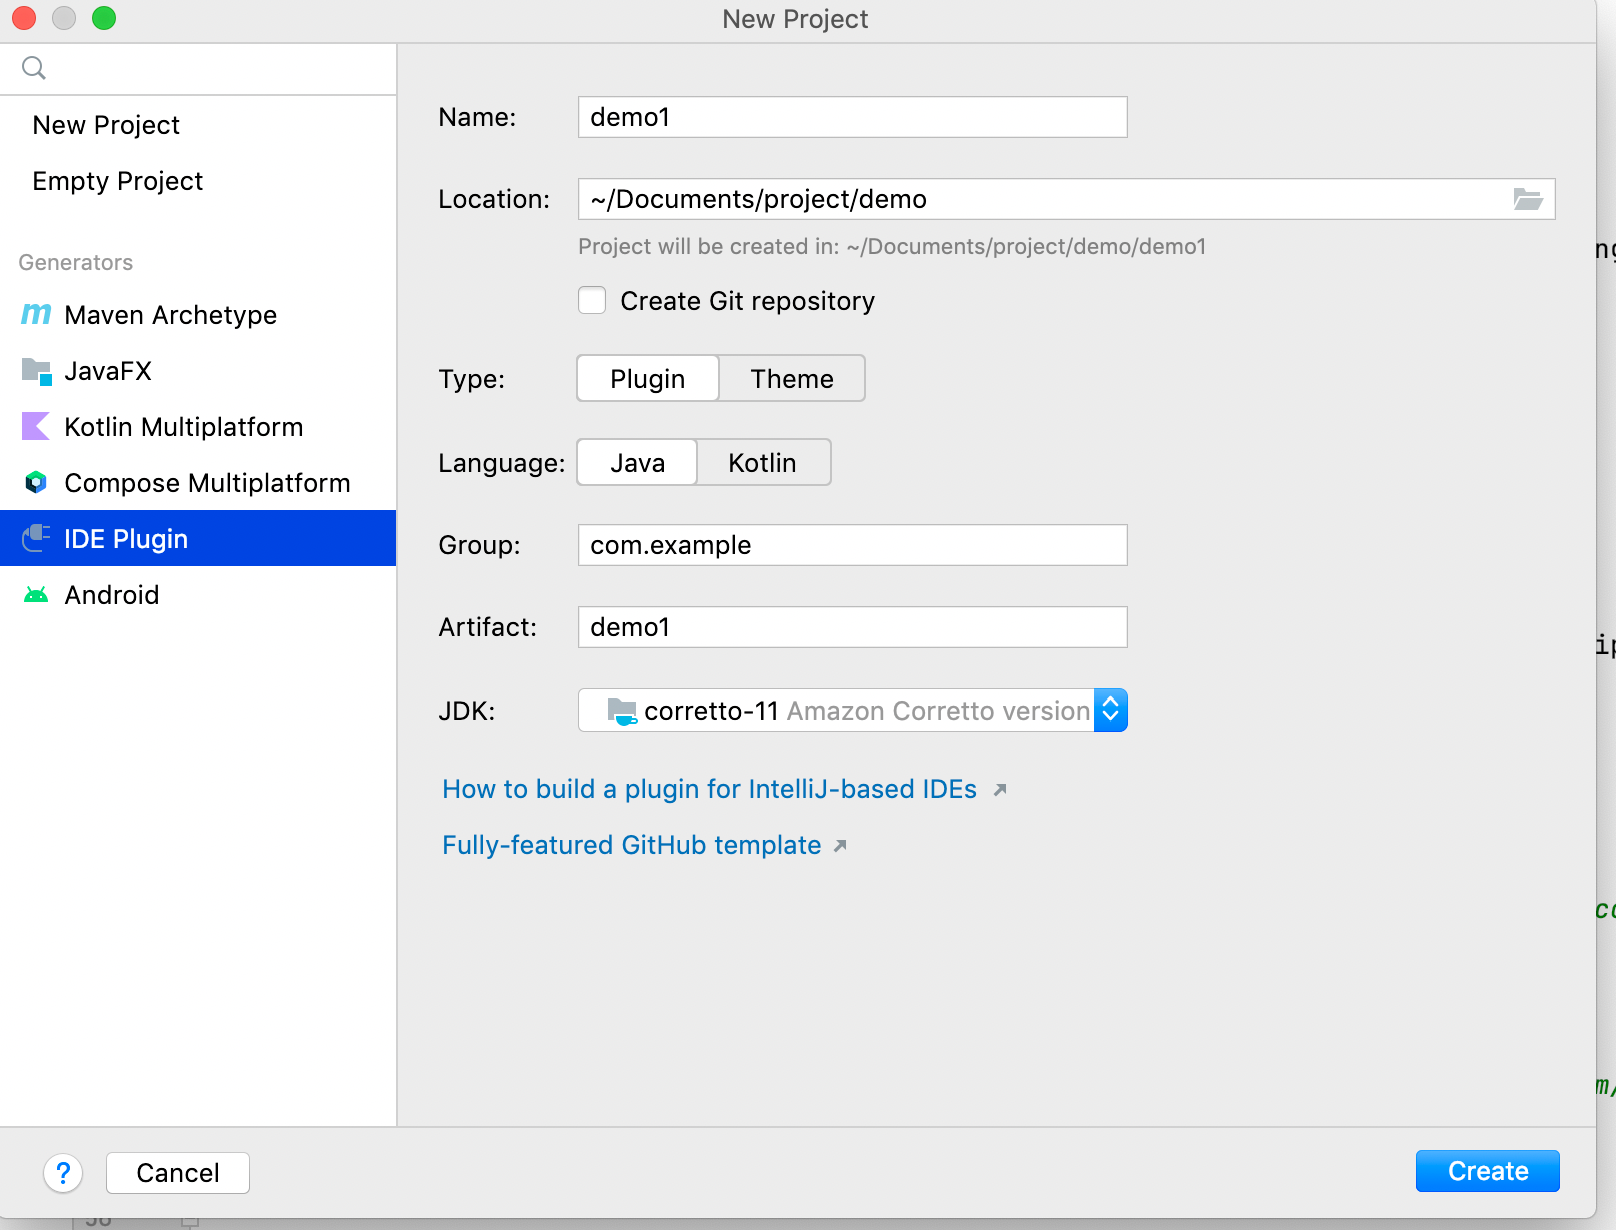 New Project
New Project
Empty Project
Generators
Maven Archetype
JavaFX
Kotlin Multiplatform
Compose Multiplatform
IDE Plugin
Android
Name: demo1
Location: ~/Documents/project/demo
Project will be created in: ~/Documents/project/demo/demo1
Create Git repository
Type: Plugin Theme
Language: Java Kotlin
Group: com.example
Artifact: demo1
JDK: corretto-11 Amazon Corretto version
How to build a plugin for IntelliJ-based IDEs
Fully-featured GitHub template
? Cancel Create